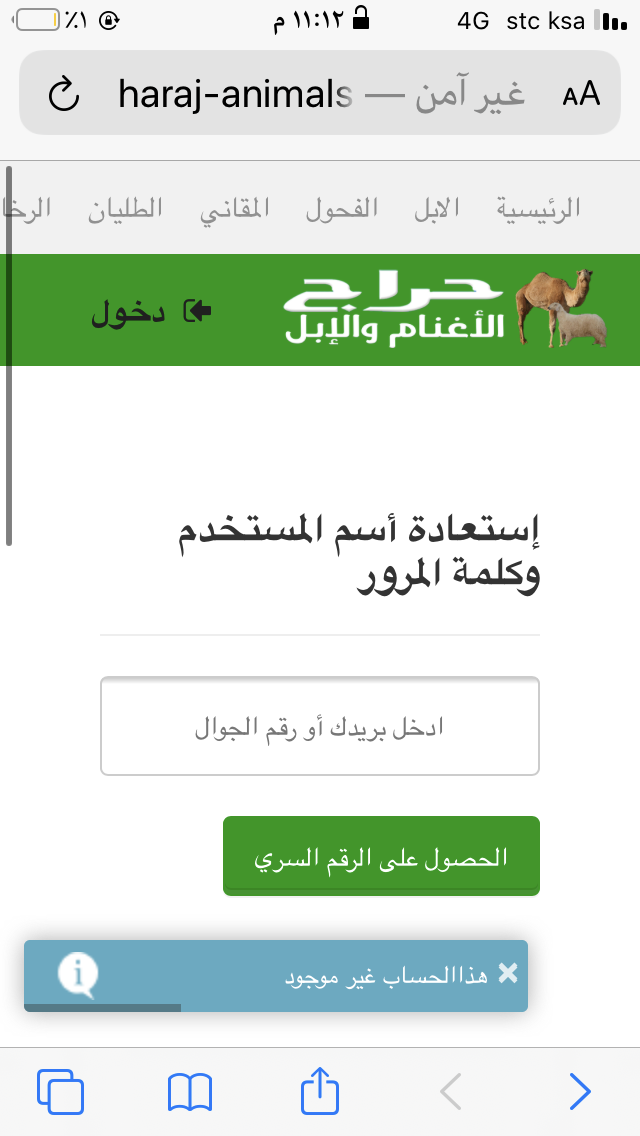 ٪١ ١١:١٢ م 4G stc ksa
haraj-animals — غير آمن AA
الرئيسية الابل الفحول المقاني الطليان الرخا
حراج
الأغنام والإبل
دخول
إستعادة أسم المستخدم
وكلمة المرور
ادخل بريدك أو رقم الجوال
الحصول على الرقم السري
هذاالحساب غير موجود